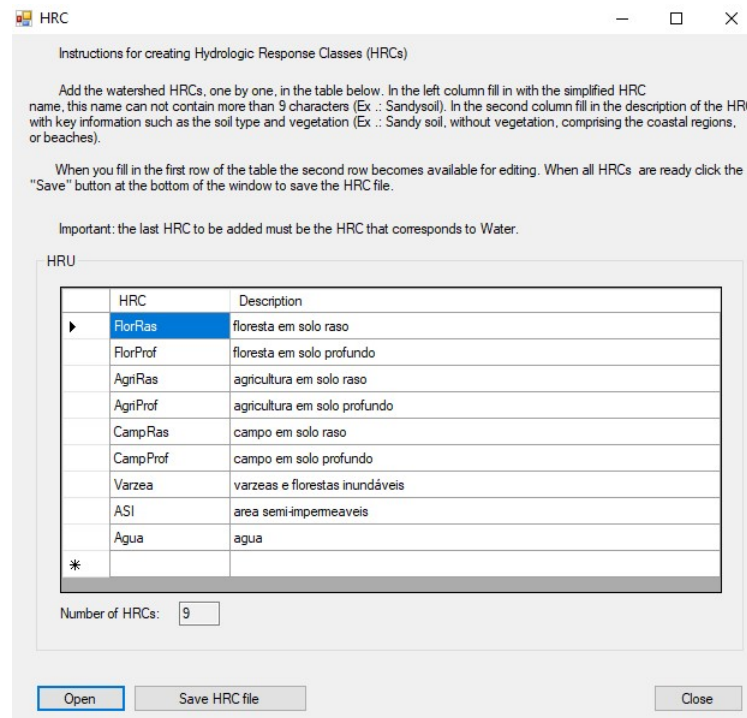 HRC
Instructions for creating Hydrologic Response Classes (HRCs)
Add the watershed HRCs, one by one, in the table below. In the left column fill in with the simplified HRC
name, this name can not contain more than 9 characters (Ex .: Sandysoil). In the second column fill in the description of the HR
with key information such as the soil type and vegetation (Ex .: Sandy soil, without vegetation, comprising the coastal regions,
or beaches).
When you fill in the first row of the table the second row becomes available for editing. When all HRCs are ready click the
"Save" button at the bottom of the window to save the HRC file.
Important: the last HRC to be added must be the HRC that corresponds to Water.
HRU
HRC Description
FlorRas floresta em solo raso
FlorProf floresta em solo profundo
AgriRas agricultura em solo raso
AgriProf agricultura em solo profundo
CampRas campo em solo raso
CampProf campo em solo profundo
Varzea varzeas e florestas inundáveis
ASI area semi-impermeaveis
Agua agua
Number of HRCs: 9
Open Save HRC file Close